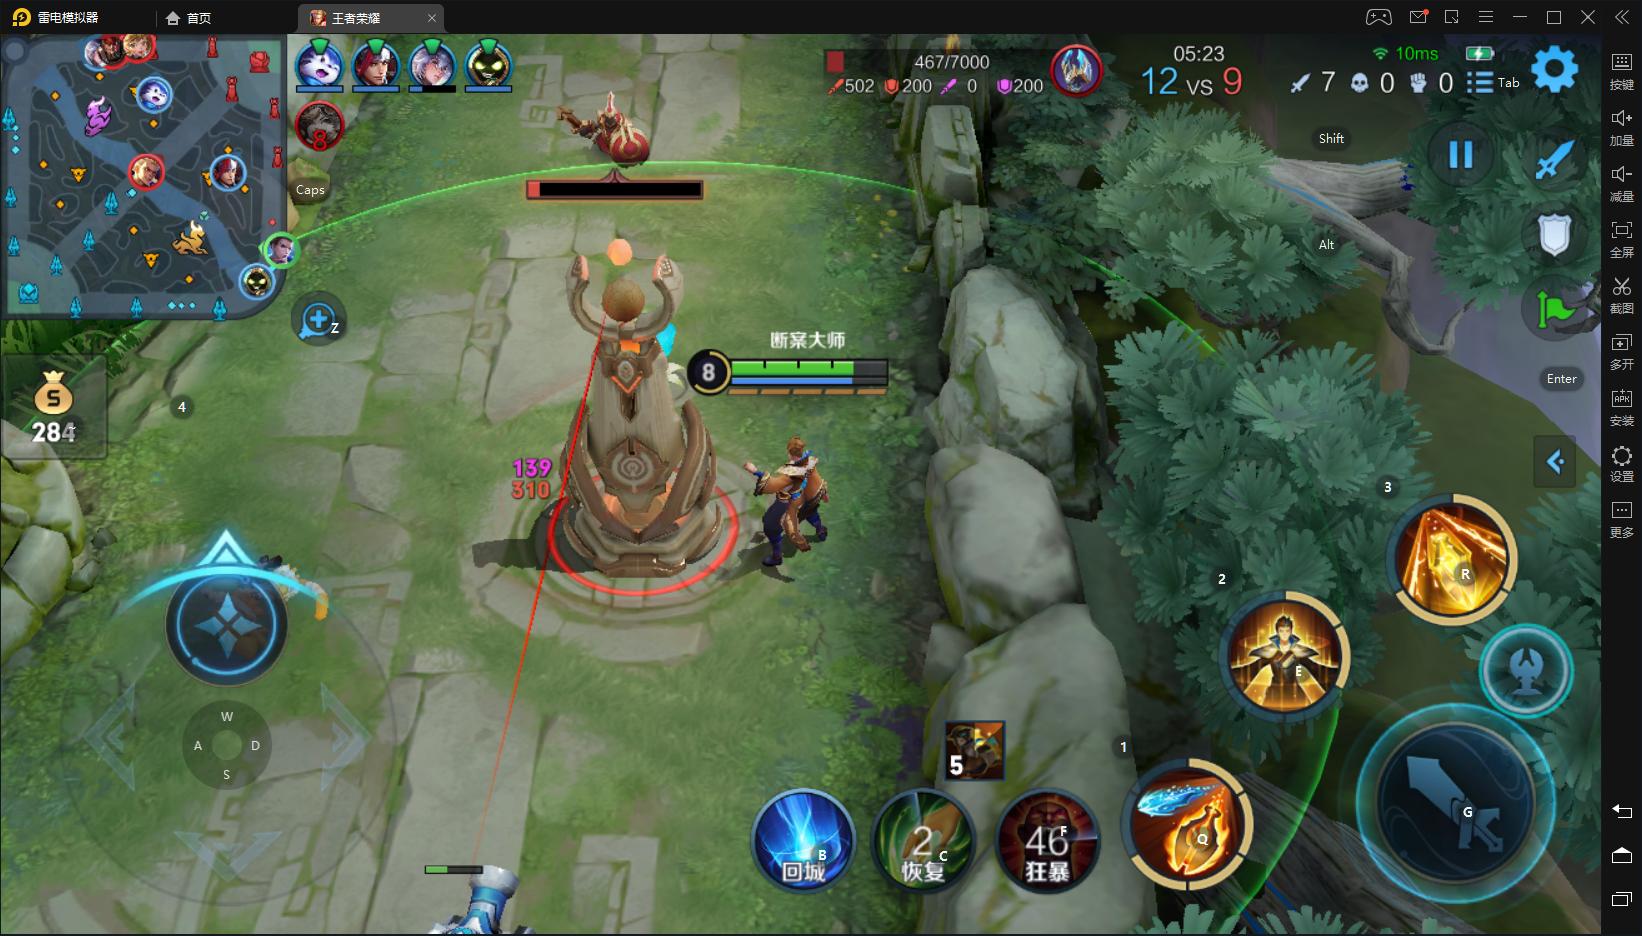 雷电模拟器
首页
王者荣耀
467/7000
502 200 0 200
05:23
12 vs 9
10ms
7 0 0
Tab
8
Caps
Z
Shift
Alt
Enter
4
断案大师
8
139
310
3
R
2
E
1
W
A D
S
5
B
回城
2
C
恢复
46
F
狂暴
Q
G
按键
加量
减量
全屏
截图
多开
APK
安装
设置
更多